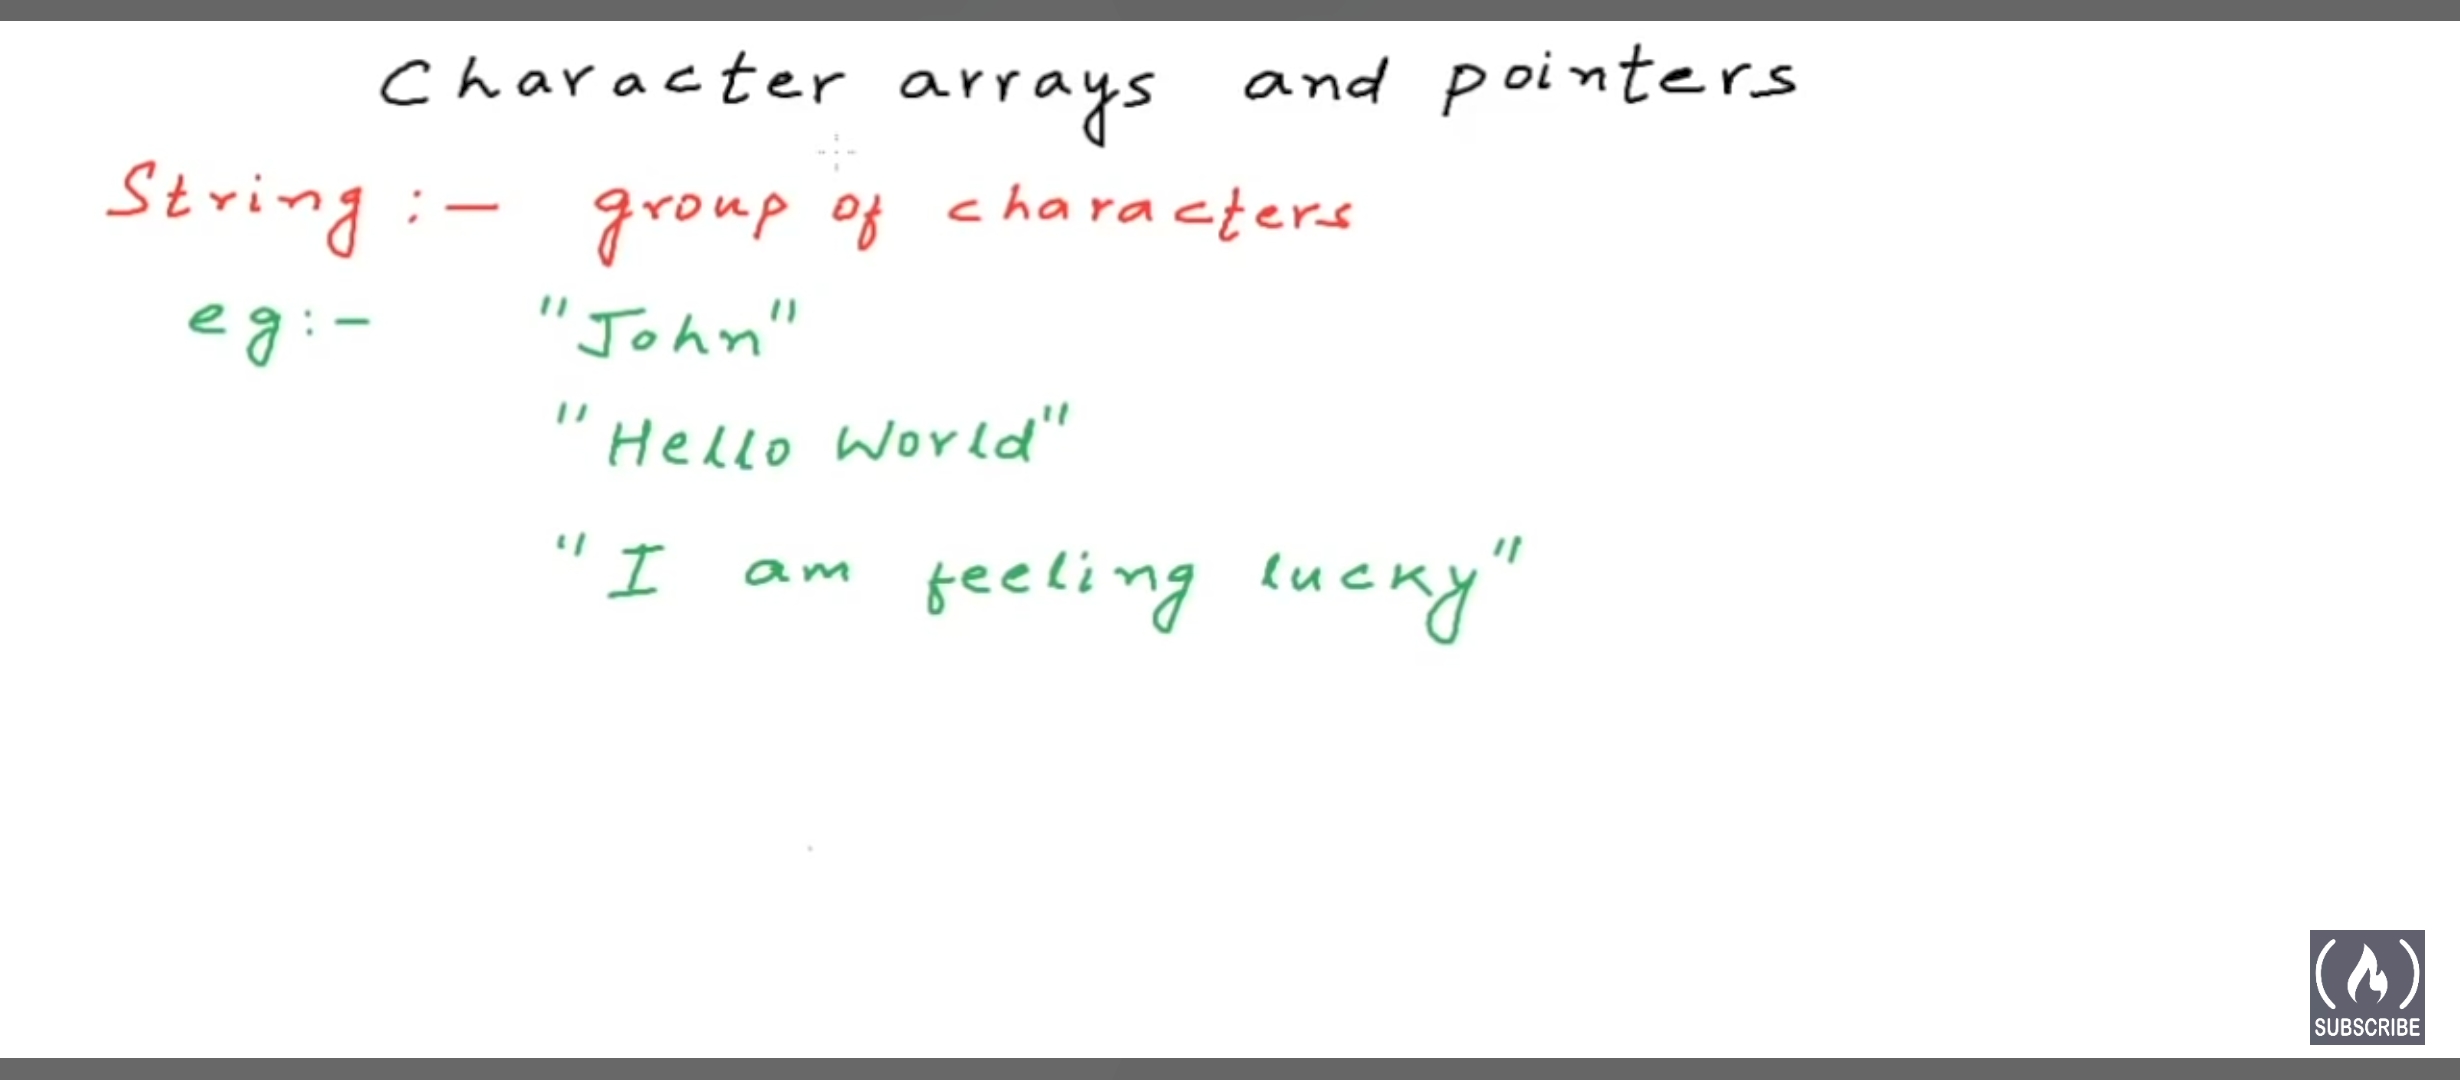 Character arrays and pointers
String :- group of characters
eg:- "John"
"Hello World"
"I am feeling lucky"
SUBSCRIBE